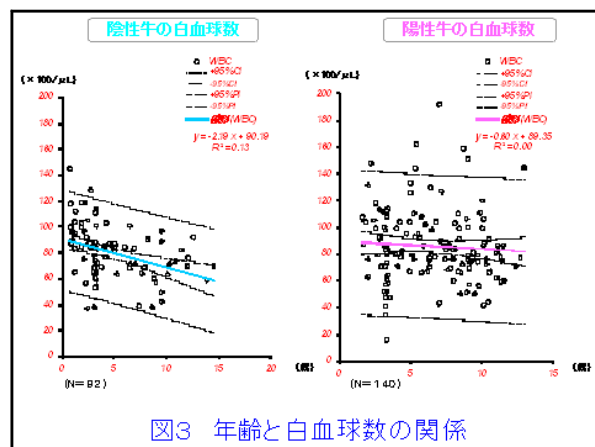 陰性牛の白血球数
陽性牛の白血球数
(×100/μL)
WBC
+95%CI
-95%CI
+95%PI
-95%PI
(WBC)
y = -2.19 x + 90.19
R² = 0.13
200
180
160
140
120
100
80
60
40
20
0
0
5
10
15
20
(N=92)
(×100/μL)
WBC
+95%CI
-95%CI
+95%PI
-95%PI
(WBC)
y = -0.60 x + 89.35
R² = 0.00
200
180
160
140
120
100
80
60
40
20
0
0
5
10
15
(N=140)
図3 年齢と白血球数の関係